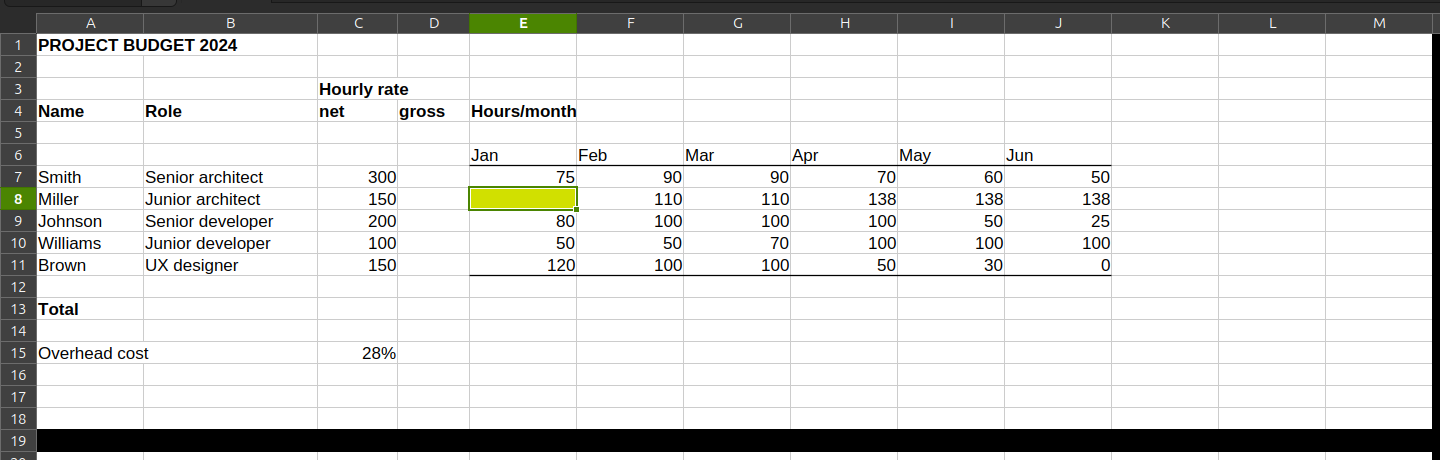 A B C D E F G H I J K L M
1 PROJECT BUDGET 2024
2
3 Hourly rate
4 Name Role net gross Hours/month
5
6 Jan Feb Mar Apr May Jun
7 Smith Senior architect 300 75 90 90 70 60 50
8 Miller Junior architect 150 110 110 138 138 138
9 Johnson Senior developer 200 80 100 100 100 50 25
10 Williams Junior developer 100 50 50 70 100 100 100
11 Brown UX designer 150 120 100 100 50 30 0
12
13 Total
14
15 Overhead cost 28%
16
17
18
19